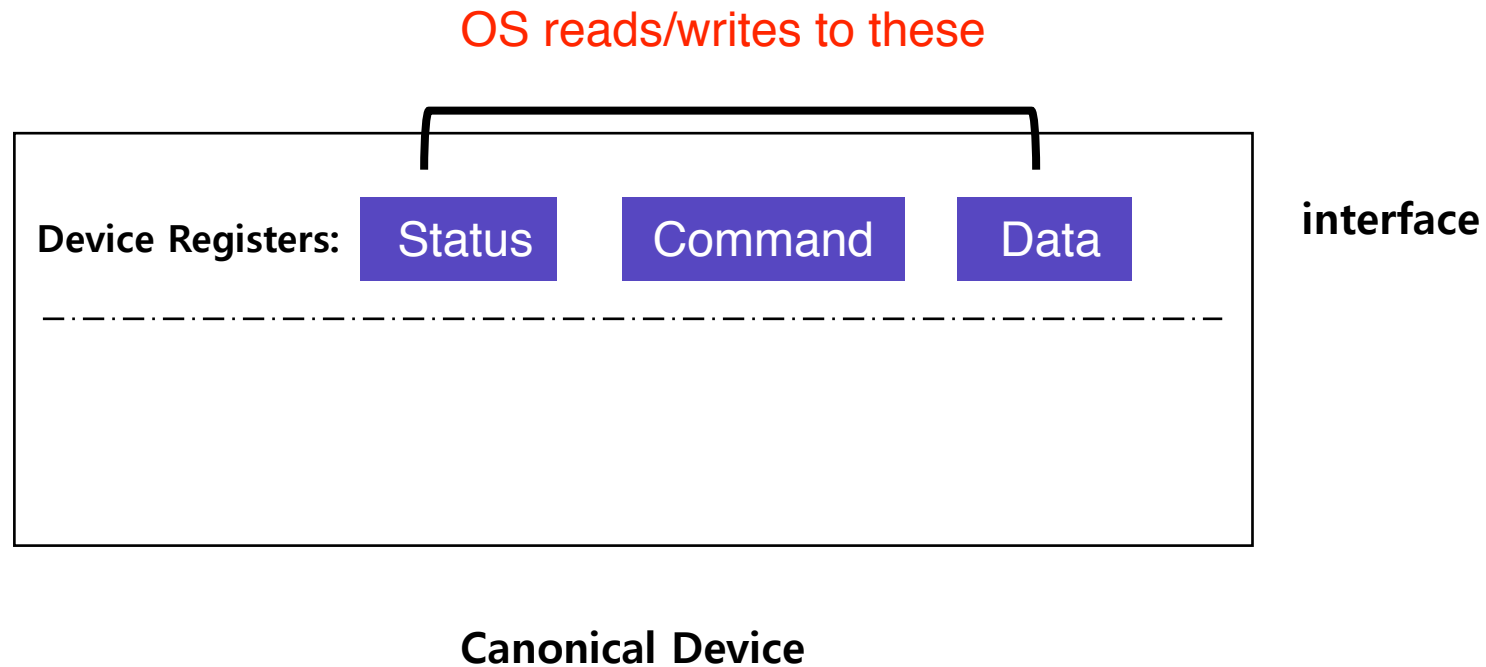 OS reads/writes to these
Device Registers: Status Command Data
interface
Canonical Device